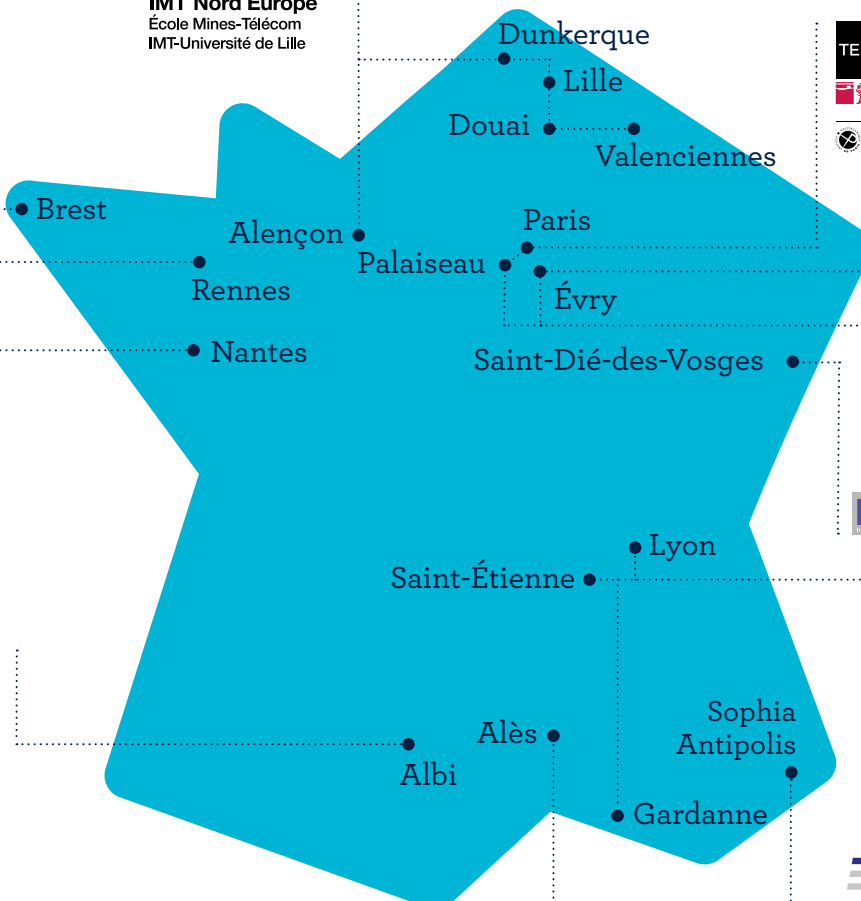 IMT Nord Europe
École Mines-Télécom
IMT-Université de Lille
Dunkerque
Lille
Douai
Valenciennes
Brest
Alençon
Paris
Palaiseau
Rennes
Évry
Nantes
Saint-Dié-des-Vosges
Lyon
Saint-Étienne
Sophia
Antipolis
Alès
Albi
Gardanne
TE